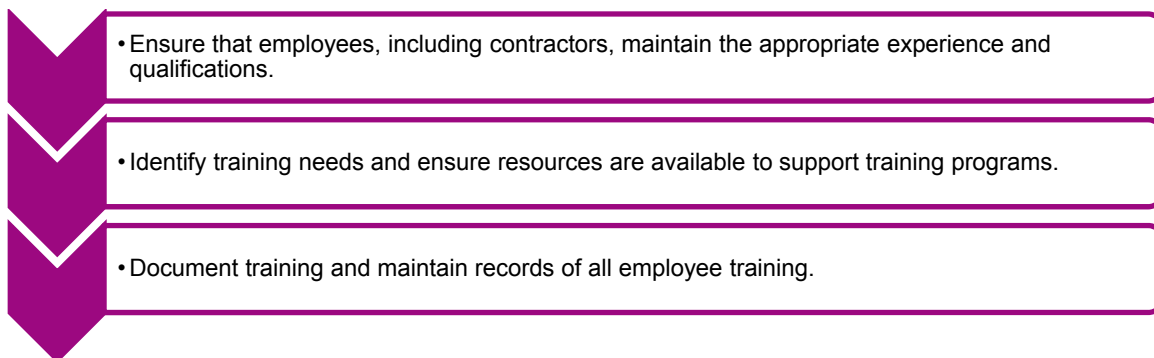 •Ensure that employees, including contractors, maintain the appropriate experience and
qualifications.
•Identify training needs and ensure resources are available to support training programs.
•Document training and maintain records of all employee training.